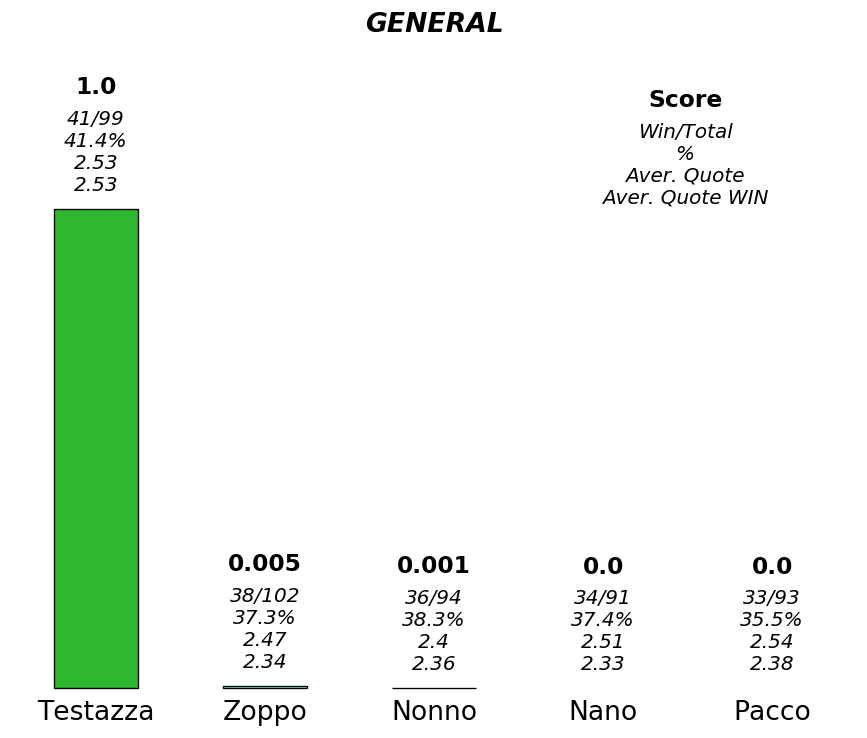 GENERAL
1.0
41/99
41.4%
2.53
2.53
Score
Win/Total
%
Aver. Quote
Aver. Quote WIN
0.005
38/102
37.3%
2.47
2.34
0.001
36/94
38.3%
2.4
2.36
0.0
34/91
37.4%
2.51
2.33
0.0
33/93
35.5%
2.54
2.38
Testazza
Zoppo
Nonno
Nano
Pacco